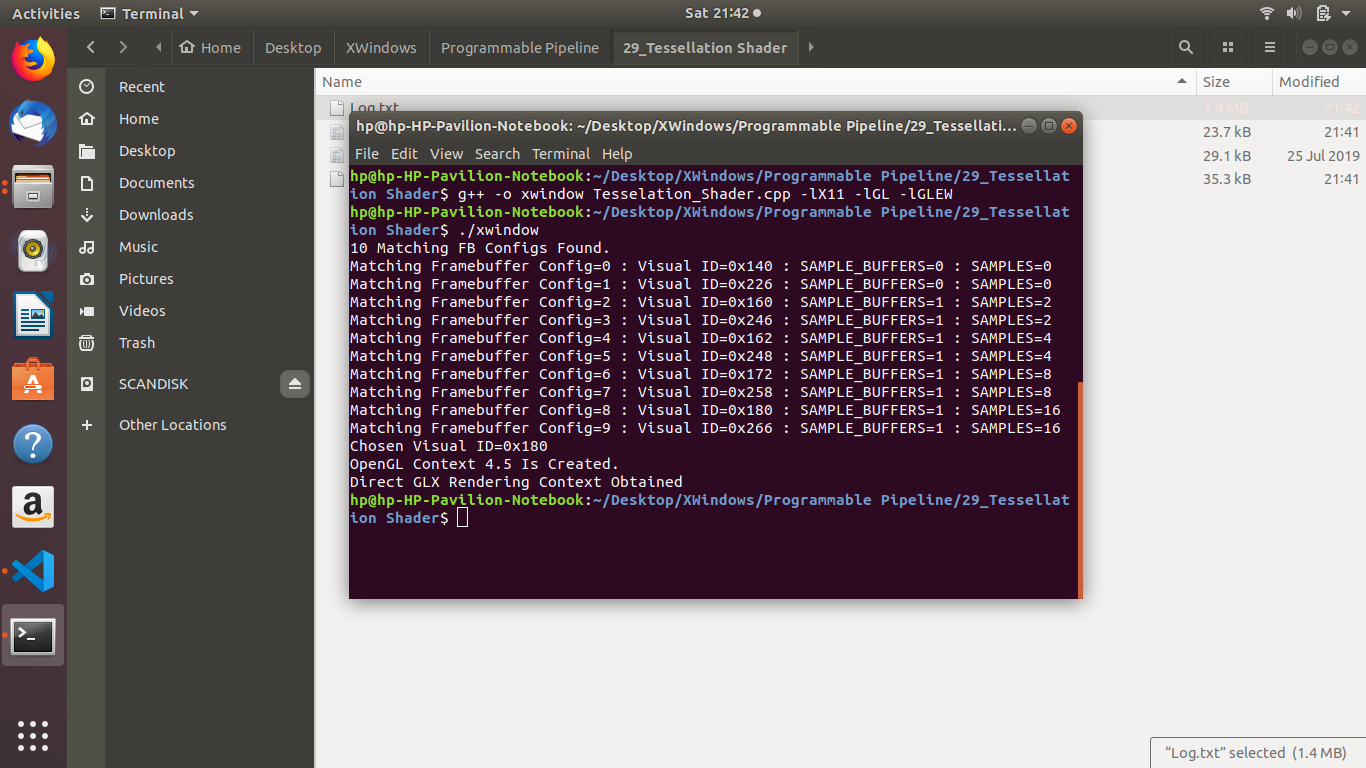 Activities Terminal Sat 21:42
Home Desktop XWindows Programmable Pipeline 29_Tessellation Shader
Name Size Modified
Recent
Home
Desktop
Documents
Downloads
Music
Pictures
Videos
Trash
SCANDISK
Other Locations
Log.txt 1.4 MB 21:42
23.7 kB 21:41
29.1 kB 25 Jul 2019
35.3 kB 21:41
hp@hp-HP-Pavilion-Notebook: ~/Desktop/XWindows/Programmable Pipeline/29_Tessellati...
File Edit View Search Terminal Help
hp@hp-HP-Pavilion-Notebook:~/Desktop/XWindows/Programmable Pipeline/29_Tessellat
ion Shader$ g++ -o xwindow Tesselation_Shader.cpp -lX11 -lGL -lGLEW
hp@hp-HP-Pavilion-Notebook:~/Desktop/XWindows/Programmable Pipeline/29_Tessellat
ion Shader$ ./xwindow
10 Matching FB Configs Found.
Matching Framebuffer Config=0 : Visual ID=0x140 : SAMPLE_BUFFERS=0 : SAMPLES=0
Matching Framebuffer Config=1 : Visual ID=0x226 : SAMPLE_BUFFERS=0 : SAMPLES=0
Matching Framebuffer Config=2 : Visual ID=0x160 : SAMPLE_BUFFERS=1 : SAMPLES=2
Matching Framebuffer Config=3 : Visual ID=0x246 : SAMPLE_BUFFERS=1 : SAMPLES=2
Matching Framebuffer Config=4 : Visual ID=0x162 : SAMPLE_BUFFERS=1 : SAMPLES=4
Matching Framebuffer Config=5 : Visual ID=0x248 : SAMPLE_BUFFERS=1 : SAMPLES=4
Matching Framebuffer Config=6 : Visual ID=0x172 : SAMPLE_BUFFERS=1 : SAMPLES=8
Matching Framebuffer Config=7 : Visual ID=0x258 : SAMPLE_BUFFERS=1 : SAMPLES=8
Matching Framebuffer Config=8 : Visual ID=0x180 : SAMPLE_BUFFERS=1 : SAMPLES=16
Matching Framebuffer Config=9 : Visual ID=0x266 : SAMPLE_BUFFERS=1 : SAMPLES=16
Chosen Visual ID=0x180
OpenGL Context 4.5 Is Created.
Direct GLX Rendering Context Obtained
hp@hp-HP-Pavilion-Notebook:~/Desktop/XWindows/Programmable Pipeline/29_Tessellat
ion Shader$
“Log.txt” selected (1.4 MB)